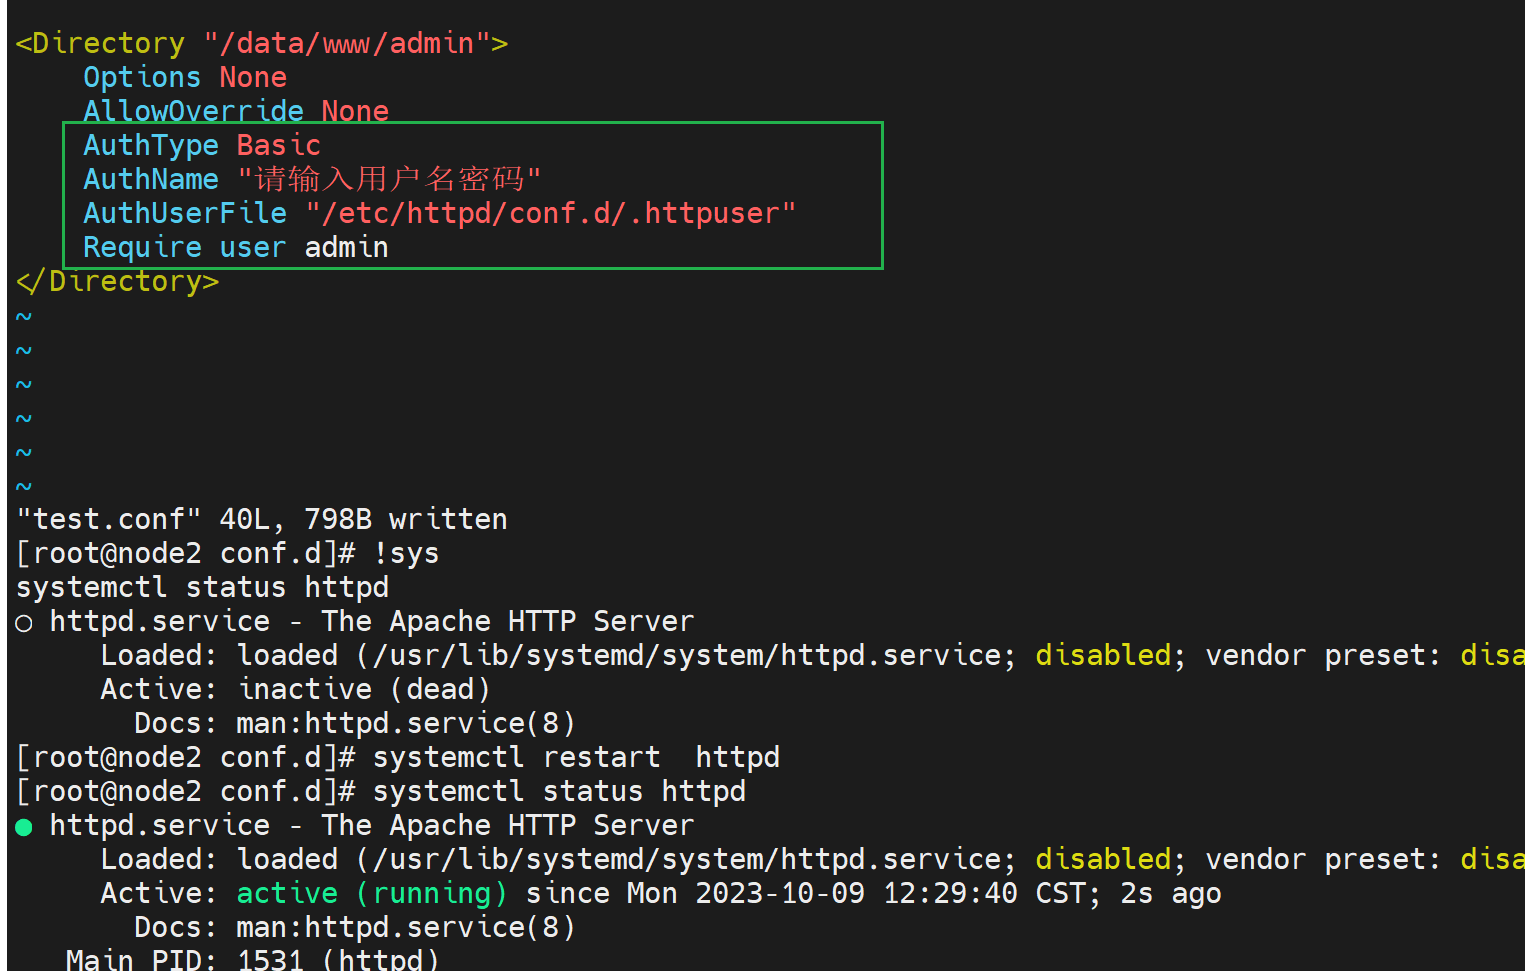 <Directory "/data/www/admin">
    Options None
    AllowOverride None
    AuthType Basic
    AuthName "请输入用户名密码"
    AuthUserFile "/etc/httpd/conf.d/.httpuser"
    Require user admin
</Directory>
~
~
~
~
~
~
"test.conf" 40L, 798B written
[root@node2 conf.d]# !sys
systemctl status httpd
○ httpd.service - The Apache HTTP Server
     Loaded: loaded (/usr/lib/systemd/system/httpd.service; disabled; vendor preset: disa
     Active: inactive (dead)
       Docs: man:httpd.service(8)
[root@node2 conf.d]# systemctl restart  httpd
[root@node2 conf.d]# systemctl status httpd
● httpd.service - The Apache HTTP Server
     Loaded: loaded (/usr/lib/systemd/system/httpd.service; disabled; vendor preset: disa
     Active: active (running) since Mon 2023-10-09 12:29:40 CST; 2s ago
       Docs: man:httpd.service(8)
   Main PID: 1531 (httpd)